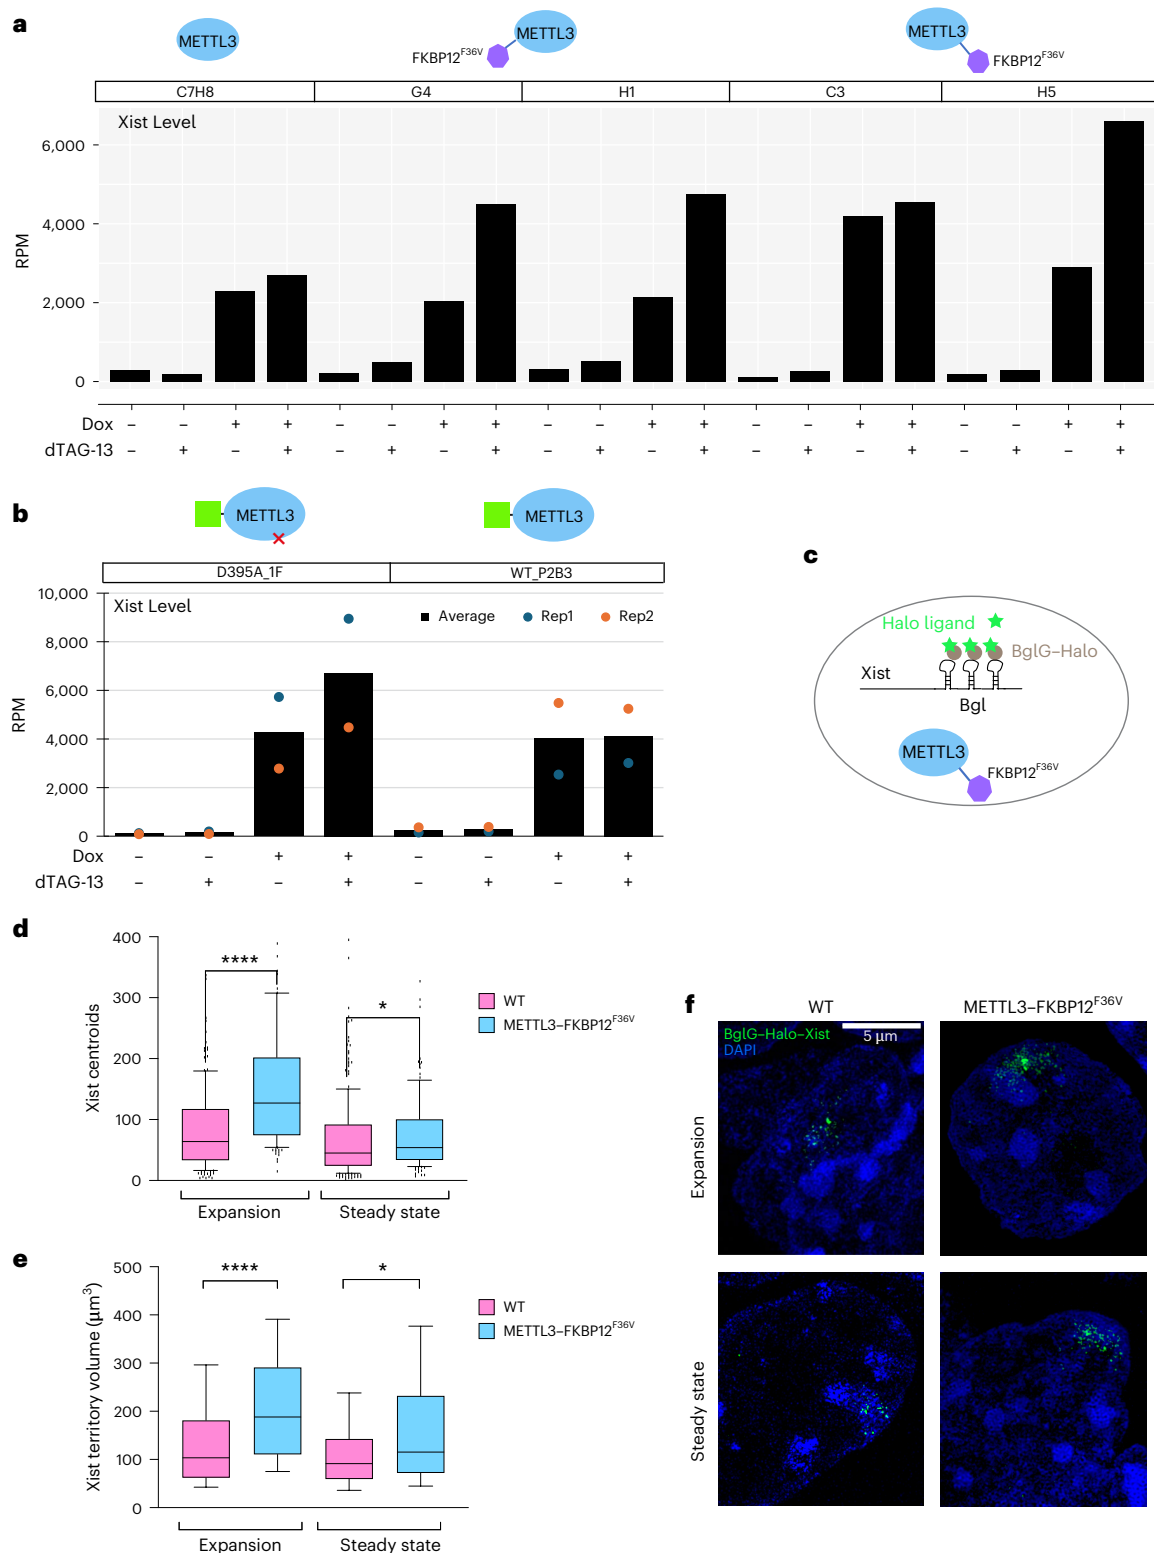 a
METTL3
METTL3
METTL3
FKBP12F36V
FKBP12F36V
C7H8 G4 H1 C3 H5
Xist Level
6,000
4,000
2,000
0
RPM
Dox – – + + – – + + – – + + – – + + – – + +
dTAG-13 – + – + – + – + – + – + – + – + – + – +
b
METTL3
METTL3
D395A_1F WT_P2B3
Xist Level
Average Rep1 Rep2
10,000
8,000
6,000
4,000
2,000
0
RPM
Dox – – + + – – + +
dTAG-13 – + – + – + – +
c
Halo ligand
BglG–Halo
Xist
Bgl
METTL3
FKBP12F36V
d
400
300
200
100
0
Xist centroids
****
*
WT
METTL3–FKBP12F36V
Expansion Steady state
e
500
400
300
200
100
0
Xist territory volume (µm3)
****
*
WT
METTL3–FKBP12F36V
Expansion Steady state
f
WT METTL3–FKBP12F36V
BglG–Halo–Xist
DAPI
5 µm
Expansion
Steady state